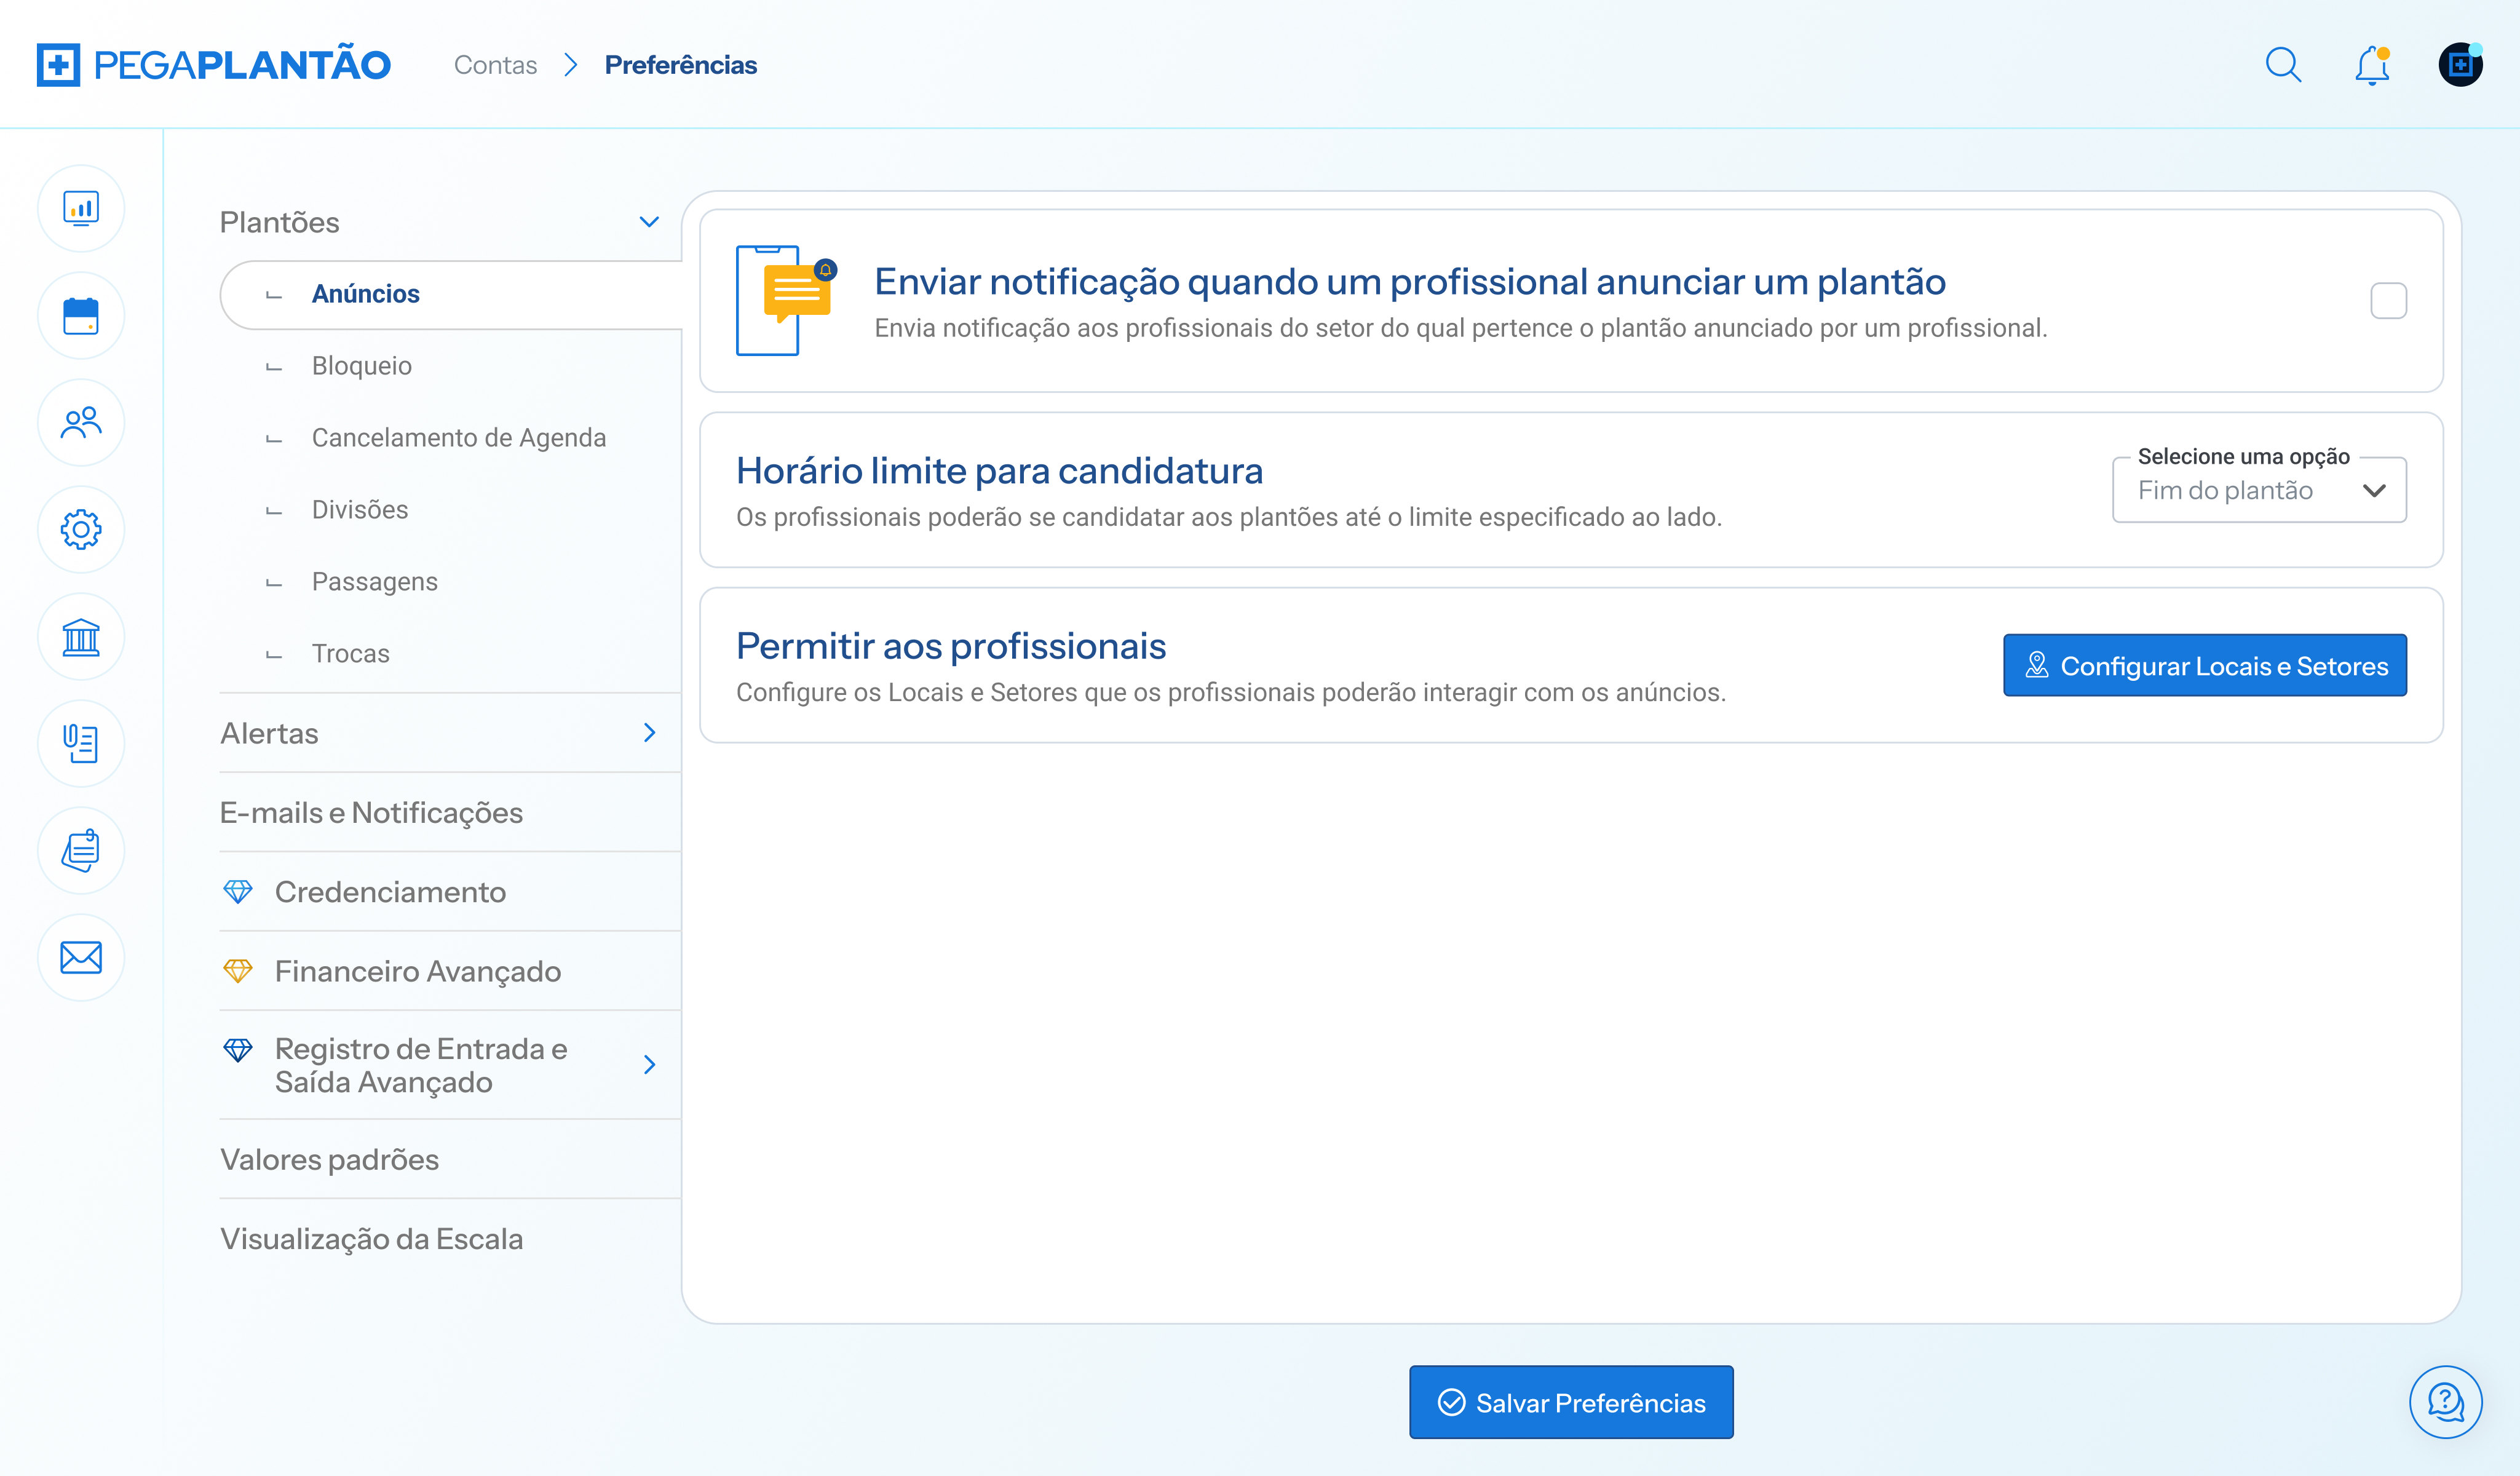 PEGAPLANTÃO
Contas
Preferências
Plantões
Anúncios
Bloqueio
Cancelamento de Agenda
Divisões
Passagens
Trocas
Alertas
E-mails e Notificações
Credenciamento
Financeiro Avançado
Registro de Entrada e
Saída Avançado
Valores padrões
Visualização da Escala
Enviar notificação quando um profissional anunciar um plantão
Envia notificação aos profissionais do setor do qual pertence o plantão anunciado por um profissional.
Horário limite para candidatura
Os profissionais poderão se candidatar aos plantões até o limite especificado ao lado.
Selecione uma opção
Fim do plantão
Permitir aos profissionais
Configure os Locais e Setores que os profissionais poderão interagir com os anúncios.
Configurar Locais e Setores
Salvar Preferências